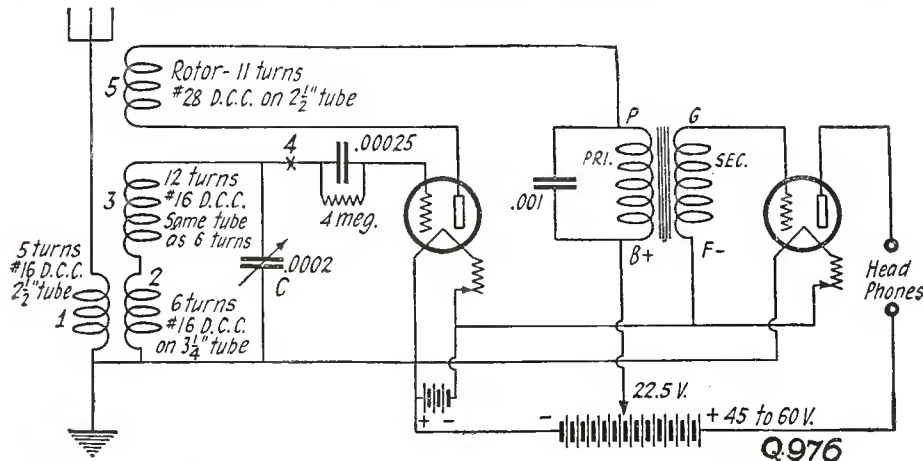 Rotor - 11 turns
#28 D.C.C. on 2½" tube
5
4
.00025
P
G
PRI.
SEC.
3
12 turns
#16 D.C.C.
Same tube
as 6 turns
4 meg.
.001
5 turns
#16 D.C.C.
2½" tube
1
2
.0002
C
B+
F-
Head
Phones
6 turns
#16 D.C.C.
on 3¼" tube
22.5 V.
+ -
-
+ 45 to 60 V.
Q.976